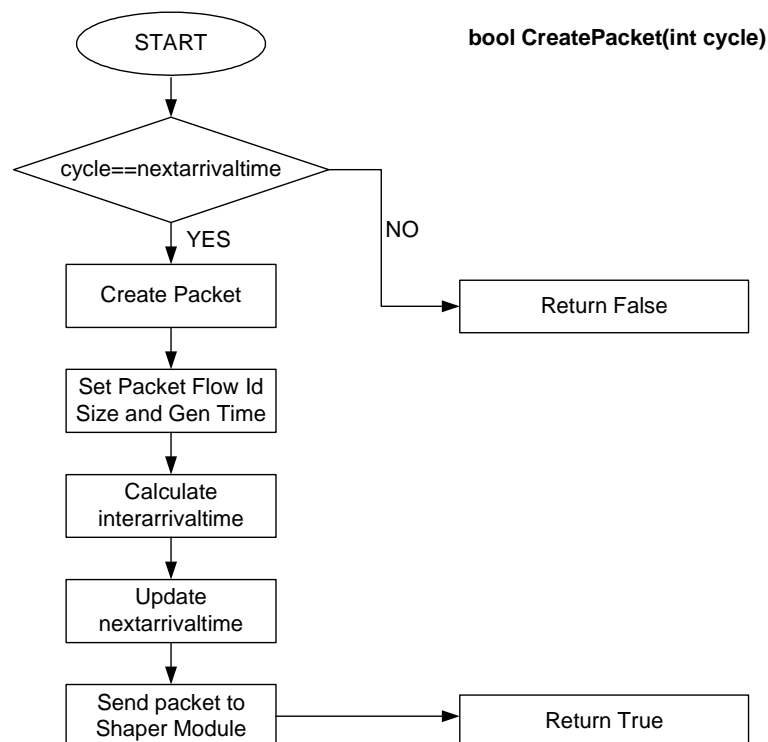 START
bool CreatePacket(int cycle)
cycle==nextarrivaltime
YES
NO
Create Packet
Return False
Set Packet Flow Id
Size and Gen Time
Calculate
interarrivaltime
Update
nextarrivaltime
Send packet to
Shaper Module
Return True